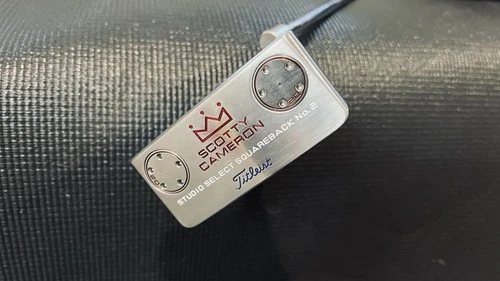 SCOTTY
CAMERON
STUDIO SELECT SQUAREBACK No. 2
Titleist